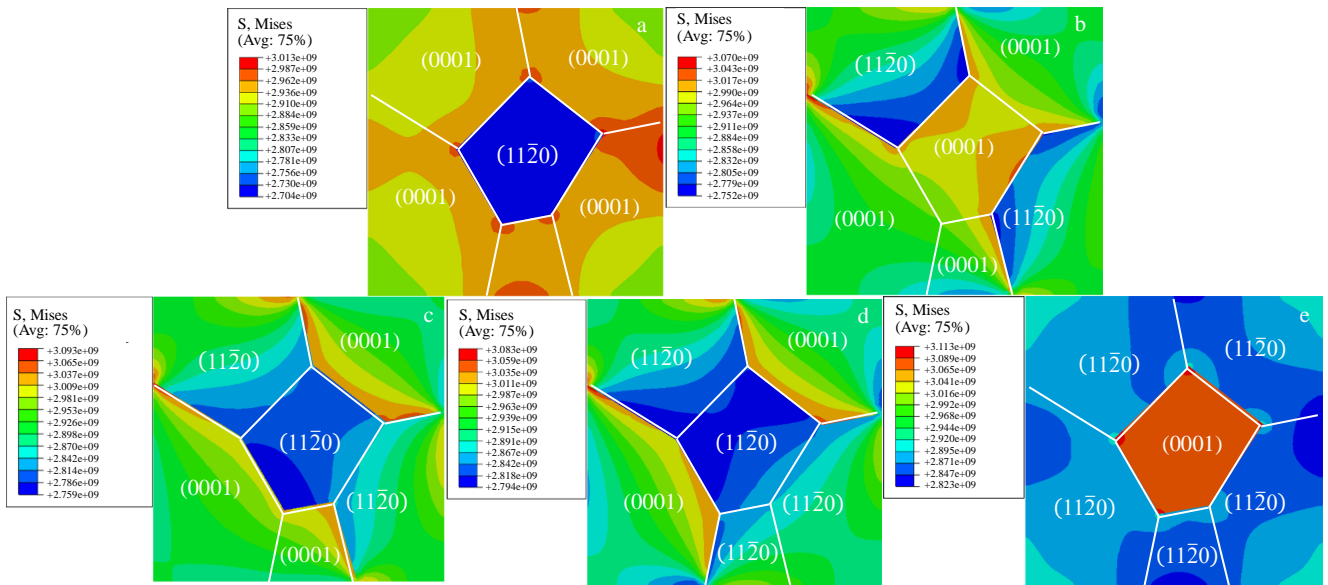 S, Mises
(Avg: 75%)
+3.013e+09
+2.987e+09
+2.962e+09
+2.936e+09
+2.910e+09
+2.884e+09
+2.859e+09
+2.833e+09
+2.807e+09
+2.781e+09
+2.756e+09
+2.730e+09
+2.704e+09
a
(0001)
(0001)
(112̅0)
(0001)
(0001)
S, Mises
(Avg: 75%)
+3.070e+09
+3.043e+09
+3.017e+09
+2.990e+09
+2.964e+09
+2.937e+09
+2.911e+09
+2.884e+09
+2.858e+09
+2.832e+09
+2.805e+09
+2.779e+09
+2.752e+09
b
(0001)
(112̅0)
(0001)
(0001)
(112̅0)
(0001)
S, Mises
(Avg: 75%)
+3.093e+09
+3.065e+09
+3.037e+09
+3.009e+09
+2.981e+09
+2.953e+09
+2.926e+09
+2.898e+09
+2.870e+09
+2.842e+09
+2.814e+09
+2.786e+09
+2.759e+09
c
(0001)
(112̅0)
(112̅0)
(0001)
(112̅0)
(0001)
S, Mises
(Avg: 75%)
+3.083e+09
+3.059e+09
+3.035e+09
+3.011e+09
+2.987e+09
+2.963e+09
+2.939e+09
+2.915e+09
+2.891e+09
+2.867e+09
+2.842e+09
+2.818e+09
+2.794e+09
d
(0001)
(112̅0)
(112̅0)
(0001)
(112̅0)
(112̅0)
S, Mises
(Avg: 75%)
+3.113e+09
+3.089e+09
+3.065e+09
+3.041e+09
+3.016e+09
+2.992e+09
+2.968e+09
+2.944e+09
+2.920e+09
+2.895e+09
+2.871e+09
+2.847e+09
+2.823e+09
e
(112̅0)
(112̅0)
(0001)
(112̅0)
(112̅0)
(112̅0)